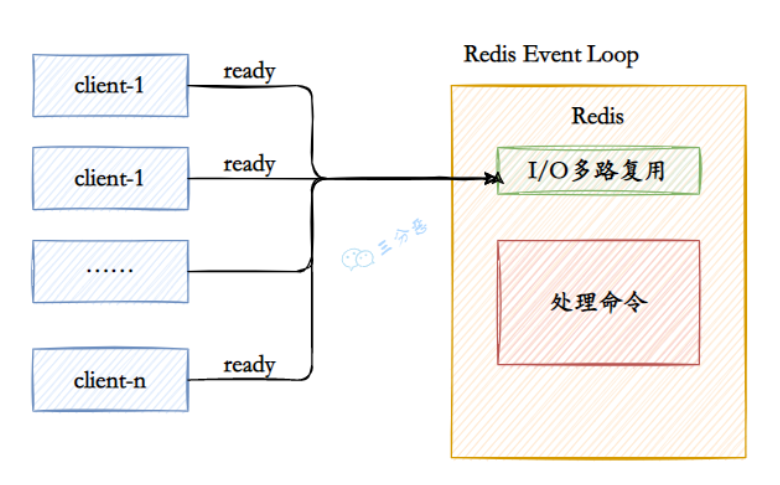 Redis Event Loop
client-1
ready
Redis
client-1
ready
I/O多路复用
三分恶
......
处理命令
client-n
ready